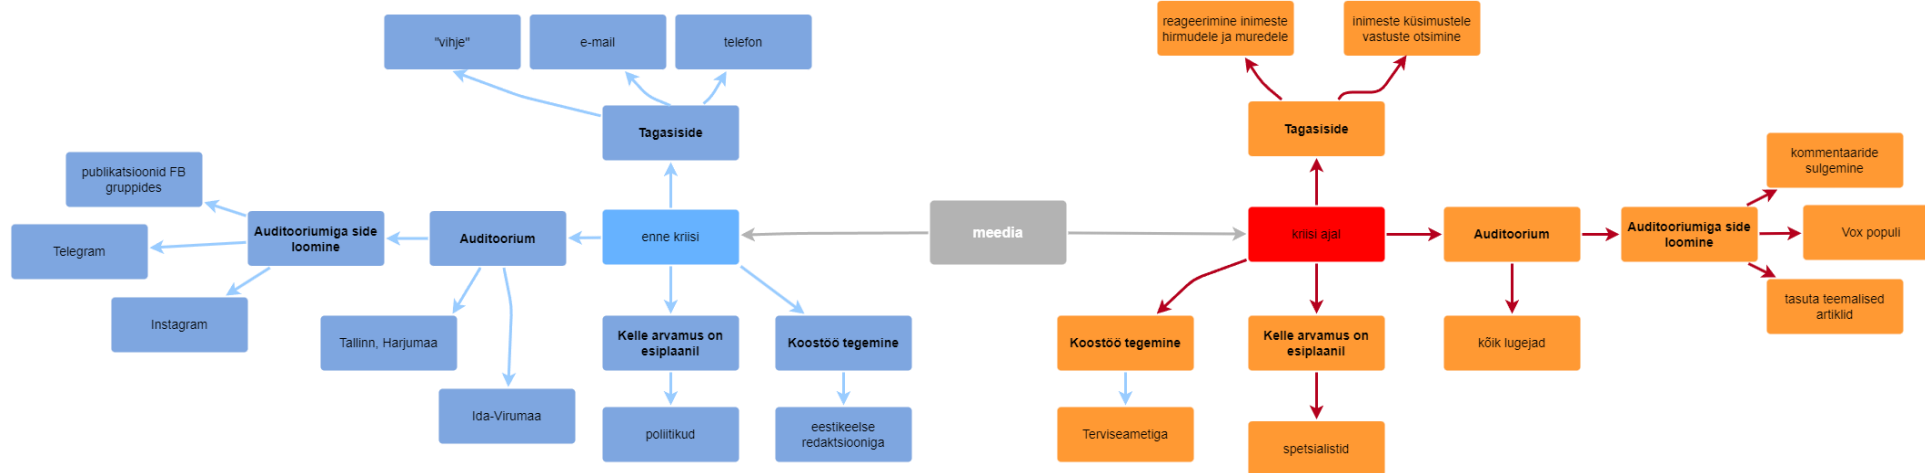 "vihje"
e-mail
telefon
reageerimine inimeste
hirmudele ja muredele
inimeste küsimustele
vastuste otsimine
Tagasiside
Tagasiside
publikatsioonid FB
gruppides
kommentaaride
sulgemine
Telegram
Auditooriumiga side
loomine
Auditoorium
enne kriisi
meedia
kriisi ajal
Auditoorium
Auditooriumiga side
loomine
Vox populi
Instagram
tasuta teemalised
artiklid
Tallinn, Harjumaa
Kelle arvamus on
esiplaanil
Koostöö tegemine
Koostöö tegemine
Kelle arvamus on
esiplaanil
kõik lugejad
Ida-Virumaa
poliitikud
eestikeelse
redaktsiooniga
Terviseametiga
spetsialistid